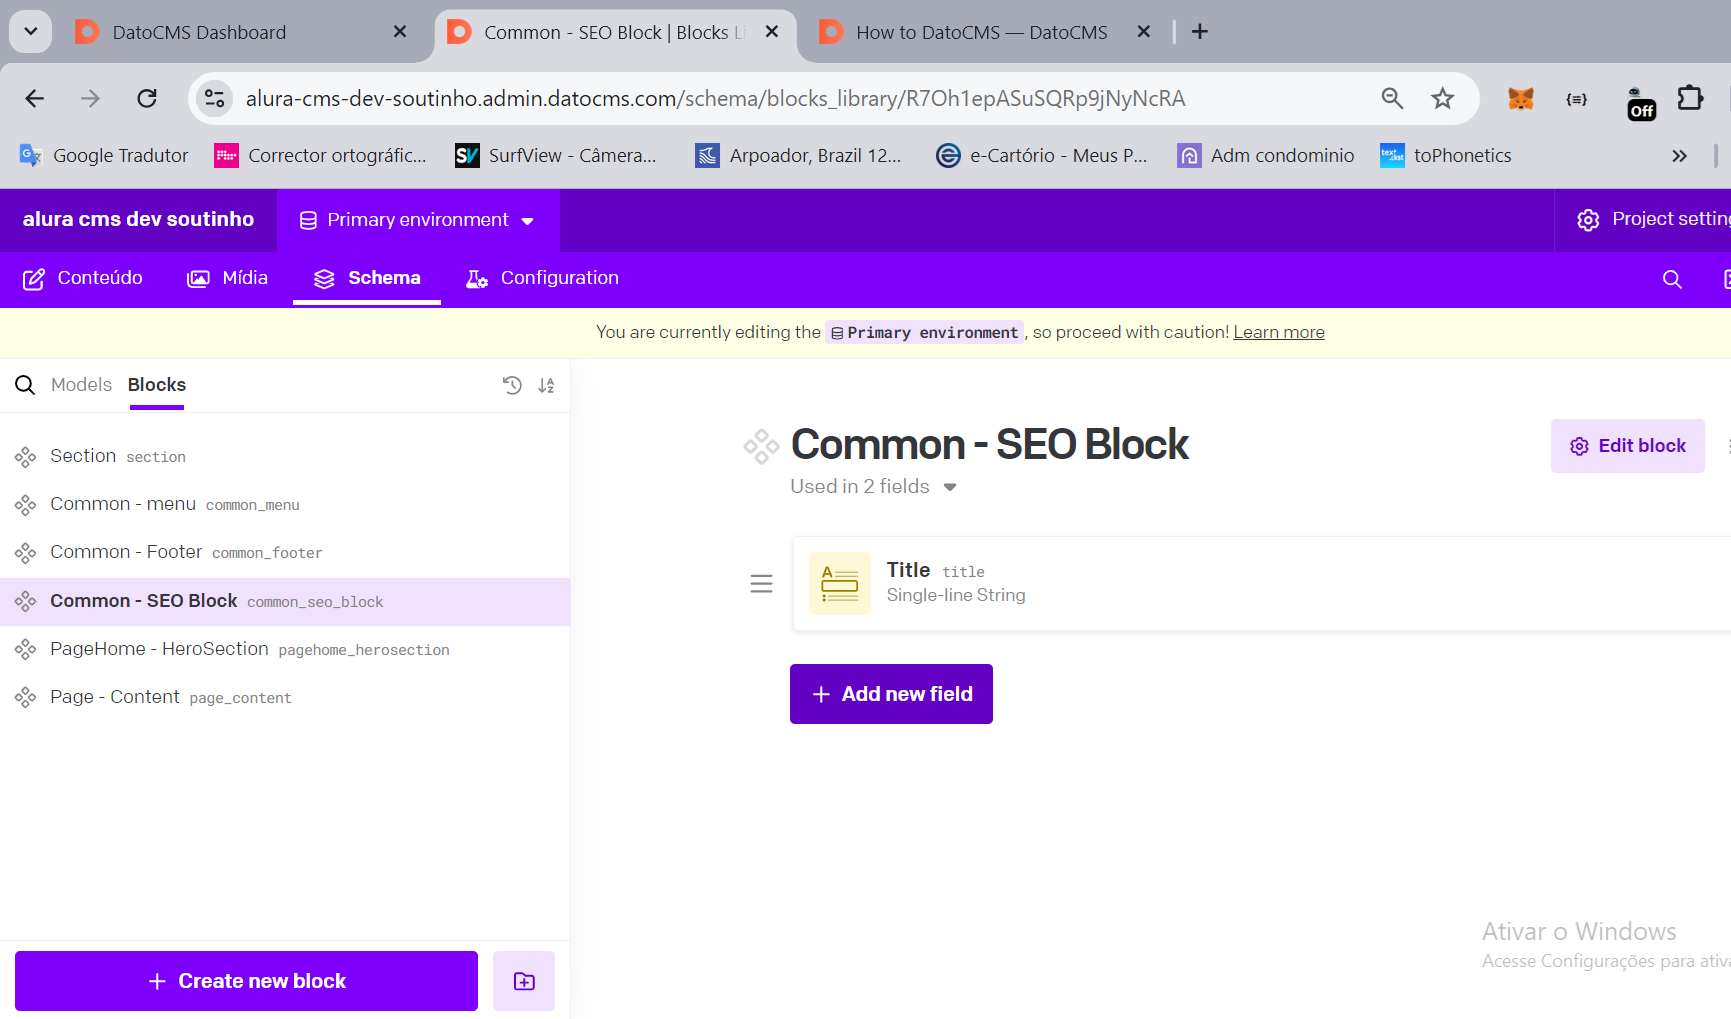 DatoCMS Dashboard
Common - SEO Block | Blocks Li
How to DatoCMS — DatoCMS
alura-cms-dev-soutinho.admin.datocms.com/schema/blocks_library/R7Oh1epASuSQRp9jNyNcRA
Off
Google Tradutor
Corrector ortográfic...
SurfView - Câmera...
Arpoador, Brazil 12...
e-Cartório - Meus P...
Adm condominio
toPhonetics
alura cms dev soutinho
Primary environment
Project setting
Conteúdo
Mídia
Schema
Configuration
You are currently editing the Primary environment, so proceed with caution! Learn more
Models
Blocks
Section section
Common - menu common_menu
Common - Footer common_footer
Common - SEO Block common_seo_block
PageHome - HeroSection pagehome_herosection
Page - Content page_content
+ Create new block
Common - SEO Block
Edit block
Used in 2 fields
Title title
Single-line String
+ Add new field
Ativar o Windows
Acesse Configurações para ativa